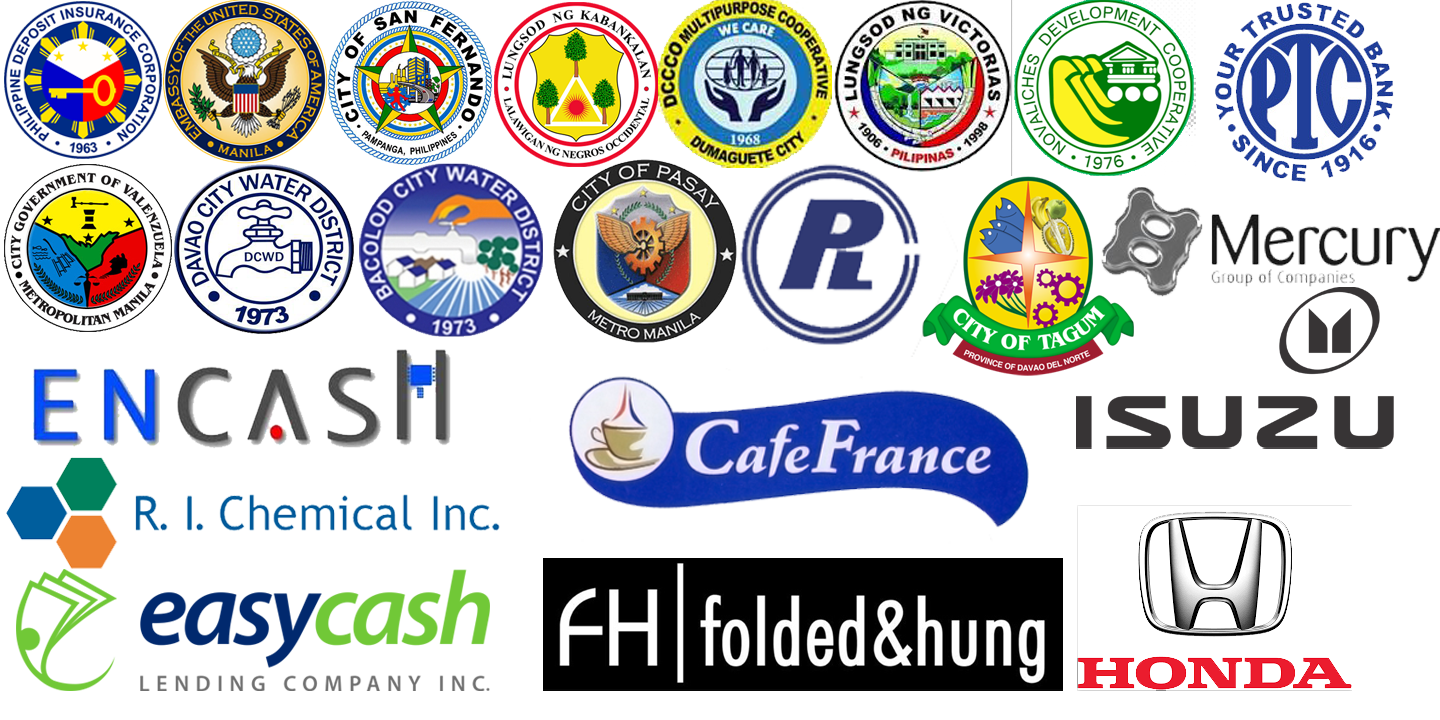 PHILIPPINE DEPOSIT INSURANCE CORPORATION
• 1963 •
EMBASSY OF THE UNITED STATES OF AMERICA
• MANILA •
CITY OF SAN FERNANDO
• PAMPANGA, PHILIPPINES •
LUNGSOD NG KABANKALAN
• LALAWIGAN NG NEGROS OCCIDENTAL •
DCCCO MULTIPURPOSE COOPERATIVE
WE CARE
1968
• DUMAGUETE CITY •
LUNGSOD NG VICTORIAS
★ 1906 • PILIPINAS • 1998 ★
NOVALICHES DEVELOPMENT COOPERATIVE
• 1976 •
YOUR TRUSTED BANK
PTC
• SINCE 1916 •
CITY GOVERNMENT OF VALENZUELA
• METROPOLITAN MANILA •
DAVAO CITY WATER DISTRICT
DCWD
• 1973 •
BACOLOD CITY WATER DISTRICT
• 1973 •
CITY OF PASAY
METRO MANILA
PL
CITY OF TAGUM
PROVINCE OF DAVAO DEL NORTE
Mercury
Group of Companies
ISUZU
ENCASH
CafeFrance
R. I. Chemical Inc.
easycash
LENDING COMPANY INC.
FH folded&hung
HONDA